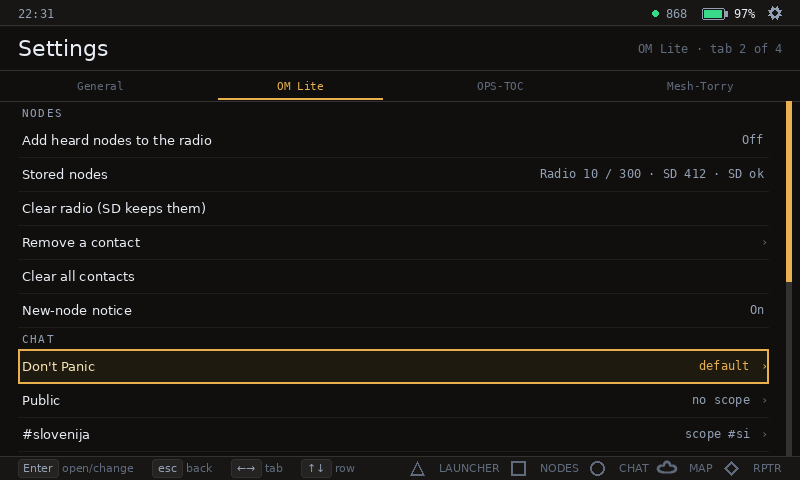 22:31 868 97%
Settings OM Lite · tab 2 of 4
General OM Lite OPS-TOC Mesh-Torry
NODES
Add heard nodes to the radio Off
Stored nodes Radio 10 / 300 · SD 412 · SD ok
Clear radio (SD keeps them)
Remove a contact ›
Clear all contacts
New-node notice On
CHAT
Don't Panic default ›
Public no scope ›
#slovenija scope #si ›
Enter open/change esc back ←→ tab ↑↓ row LAUNCHER NODES CHAT MAP RPTR